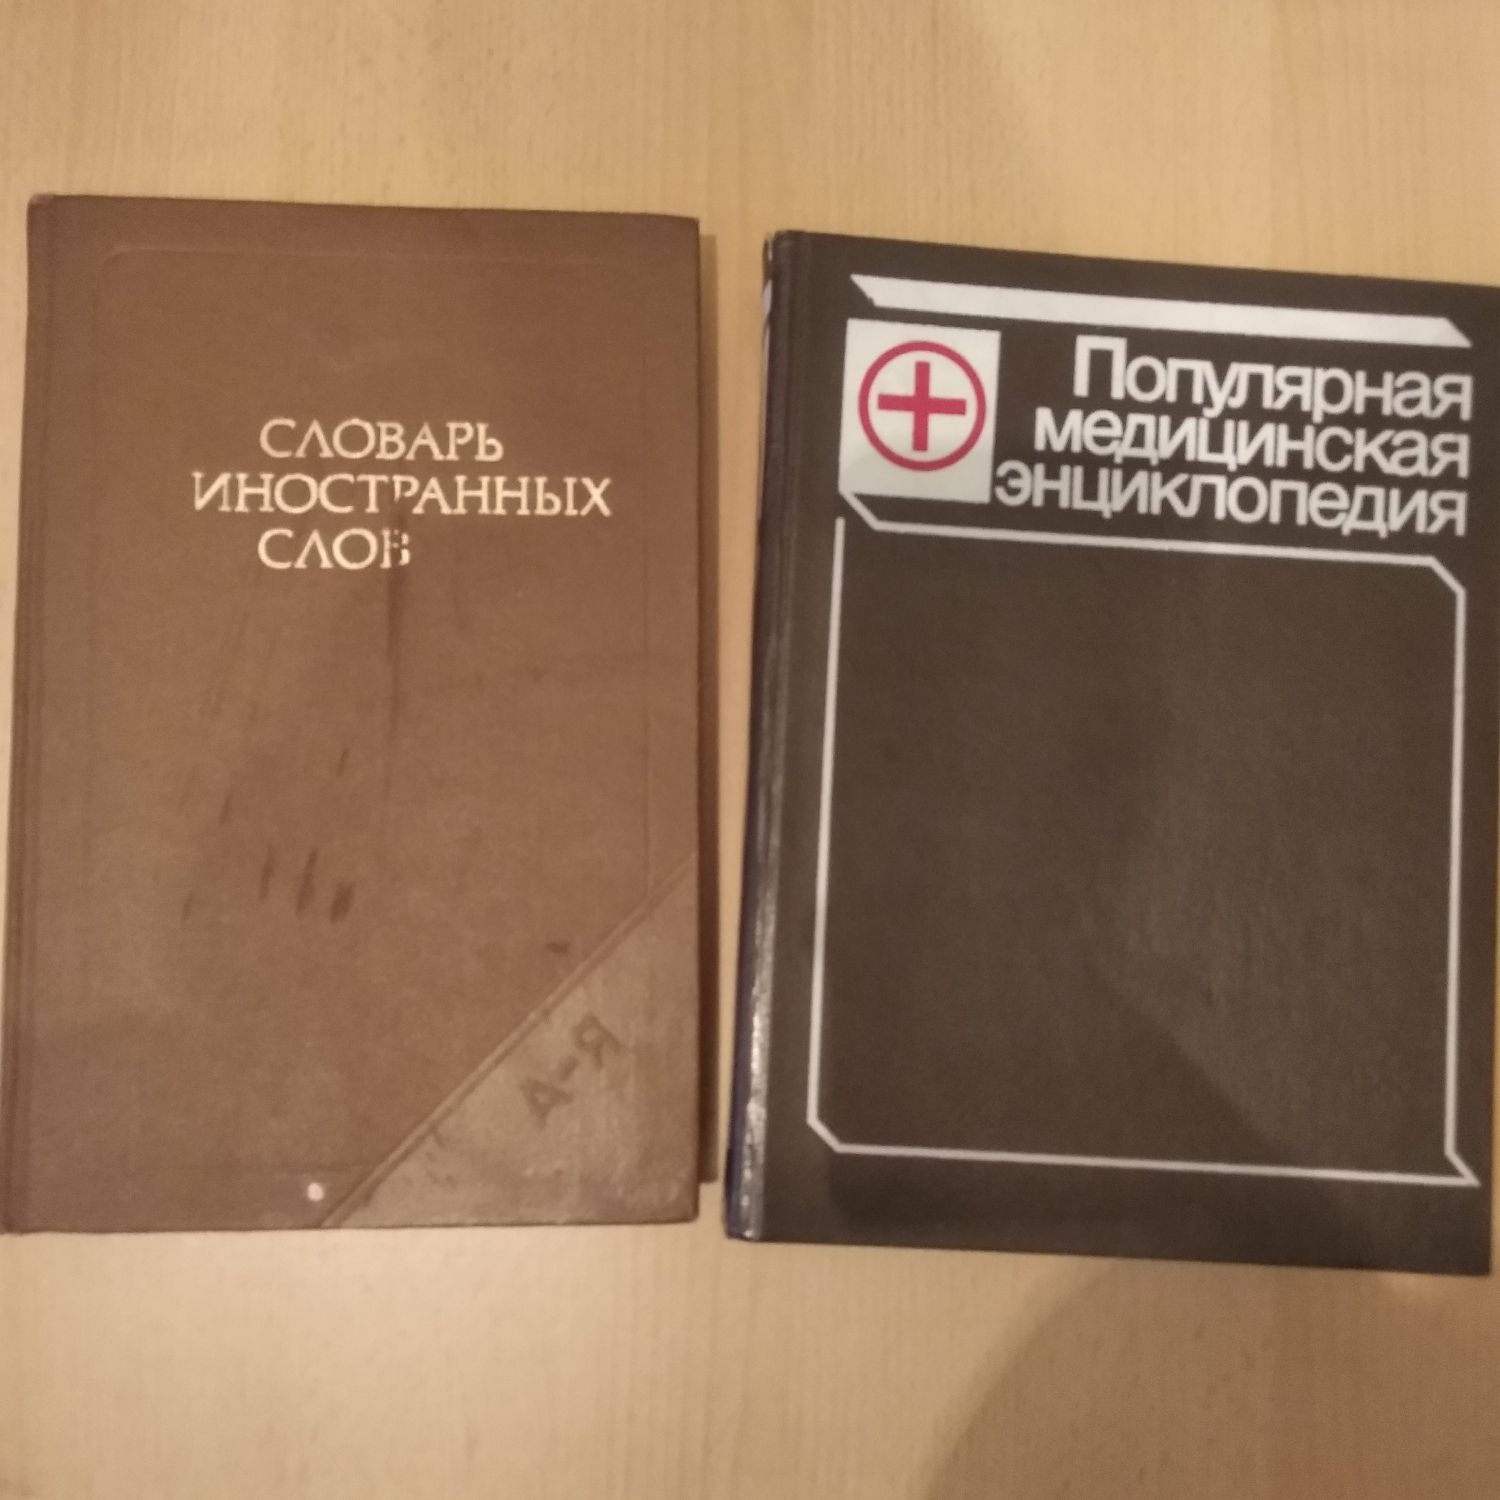 СЛОВАРЬ
ИНОСТРАННЫХ
СЛОВ
А-Я
Популярная
медицинская
энциклопедия